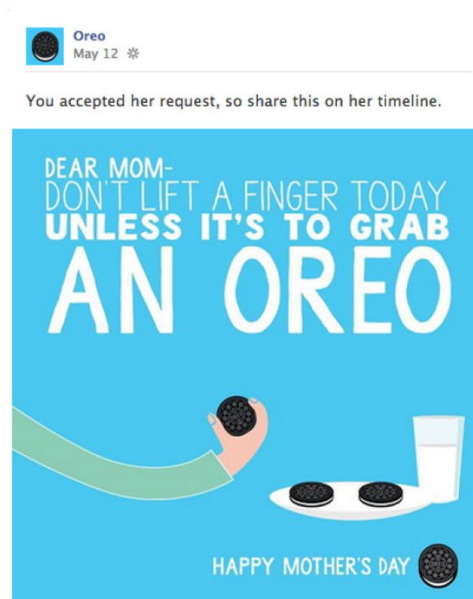 Oreo
May 12
You accepted her request, so share this on her timeline.
DEAR MOM-
DON'T LIFT A FINGER TODAY
UNLESS IT'S TO GRAB
AN OREO
HAPPY MOTHER'S DAY